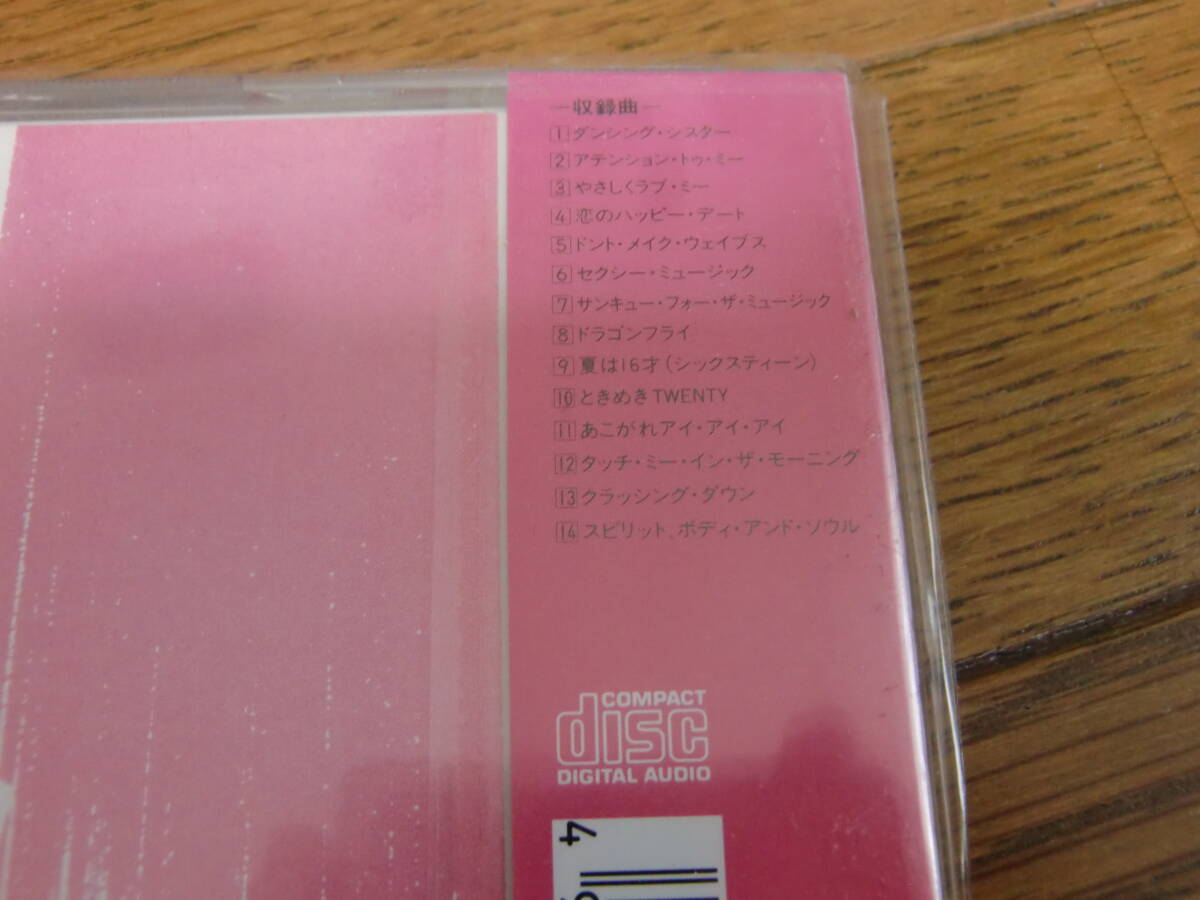 —収録曲—
1 ダンシング・シスター
2 アテンション・トゥ・ミー
3 やさしくラブ・ミー
4 恋のハッピー・デート
5 ドント・メイク・ウェイブス
6 セクシー・ミュージック
7 サンキュー・フォー・ザ・ミュージック
8 ドラゴンフライ
9 夏は16才(シックスティーン)
10 ときめきTWENTY
11 あこがれアイ・アイ・アイ
12 タッチ・ミー・イン・ザ・モーニング
13 クラッシング・ダウン
14 スピリット、ボディ・アンド・ソウル
COMPACT
disc
DIGITAL AUDIO
4